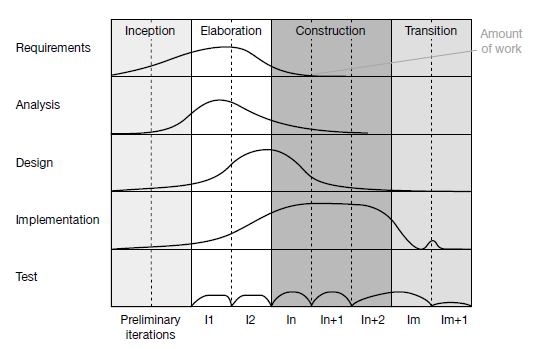 Inception Elaboration Construction Transition
Amount
of work
Requirements
Analysis
Design
Implementation
Test
Preliminary
iterations
I1 I2 In In+1 In+2 Im Im+1